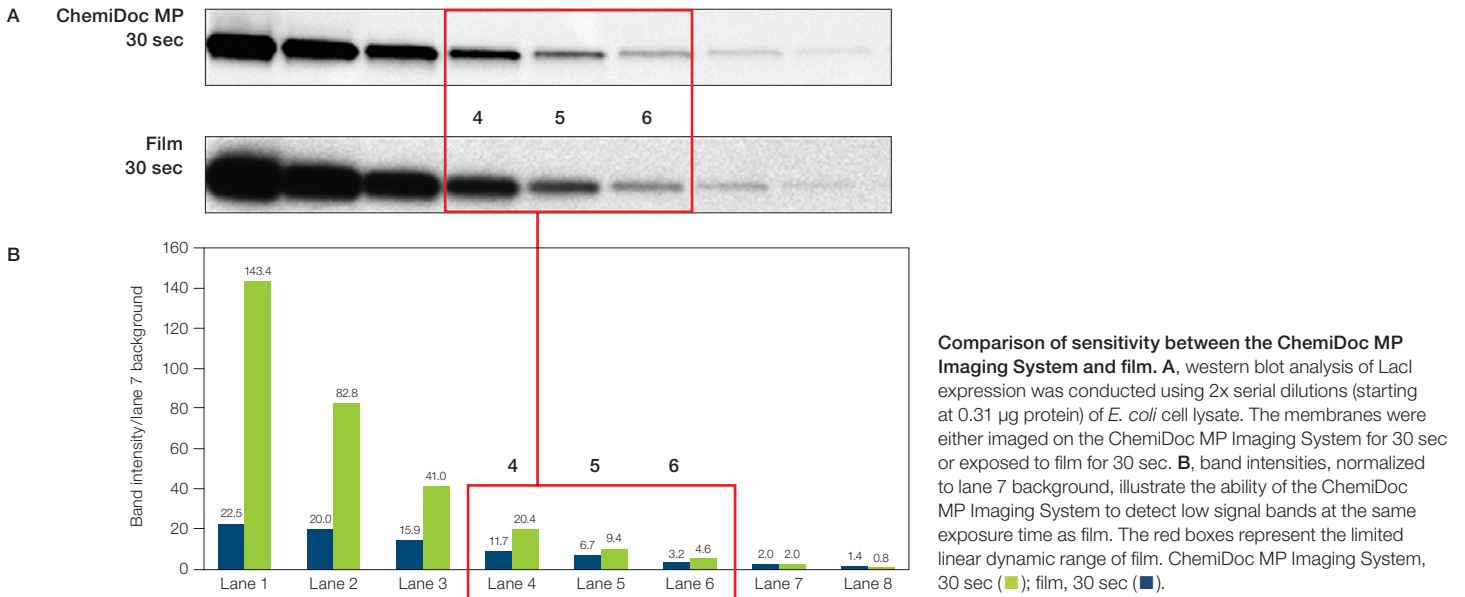 A
ChemiDoc MP
30 sec
4 5 6
Film
30 sec
B
Band intensity/lane 7 background
160
140
120
100
80
60
40
20
0
143.4
82.8
41.0
22.5
20.0
15.9
4 5 6
11.7
20.4
6.7
9.4
3.2
4.6
2.0
2.0
1.4
0.8
Lane 1 Lane 2 Lane 3 Lane 4 Lane 5 Lane 6 Lane 7 Lane 8
Comparison of sensitivity between the ChemiDoc MP
Imaging System and film. A, western blot analysis of LacI
expression was conducted using 2x serial dilutions (starting
at 0.31 µg protein) of E. coli cell lysate. The membranes were
either imaged on the ChemiDoc MP Imaging System for 30 sec
or exposed to film for 30 sec. B, band intensities, normalized
to lane 7 background, illustrate the ability of the ChemiDoc
MP Imaging System to detect low signal bands at the same
exposure time as film. The red boxes represent the limited
linear dynamic range of film. ChemiDoc MP Imaging System,
30 sec (■); film, 30 sec (■).